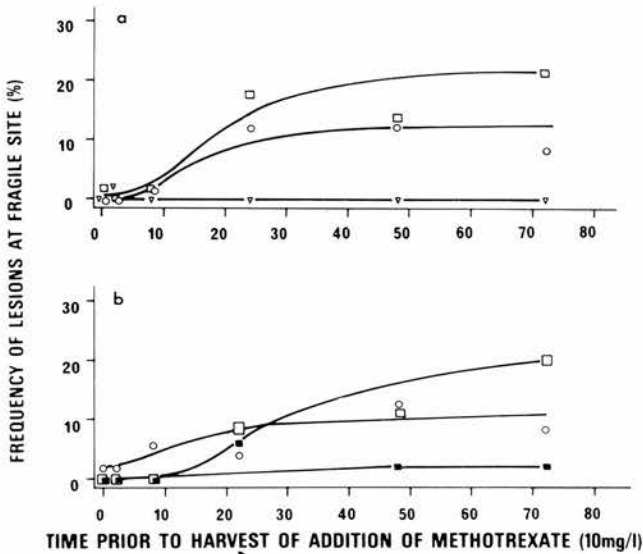 FREQUENCY OF LESIONS AT FRAGILE SITE (%)
30
a
20
10
0
0 10 20 30 40 50 60 70 80
30
b
20
10
0
0 10 20 30 40 50 60 70 80
TIME PRIOR TO HARVEST OF ADDITION OF METHOTREXATE (10mg/l)